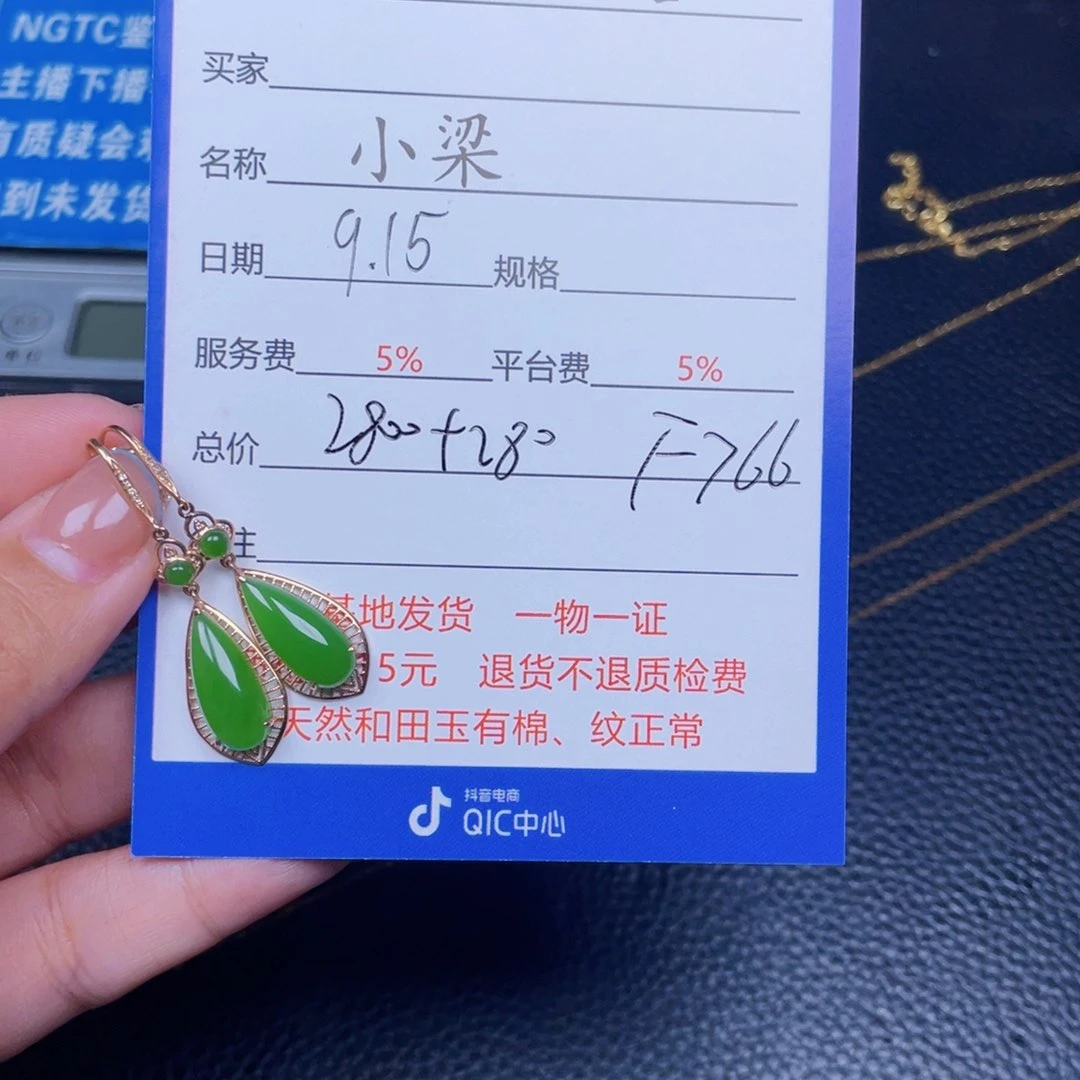 NGTC鉴
主播下播
有质疑会
到未发货
买家
名称 小梁
日期 9.15 规格
服务费 5% 平台费 5%
总价 2800+280 F766
主
基地发货 一物一证
5元 退货不退质检费
天然和田玉有棉、纹正常
抖音电商
QIC中心